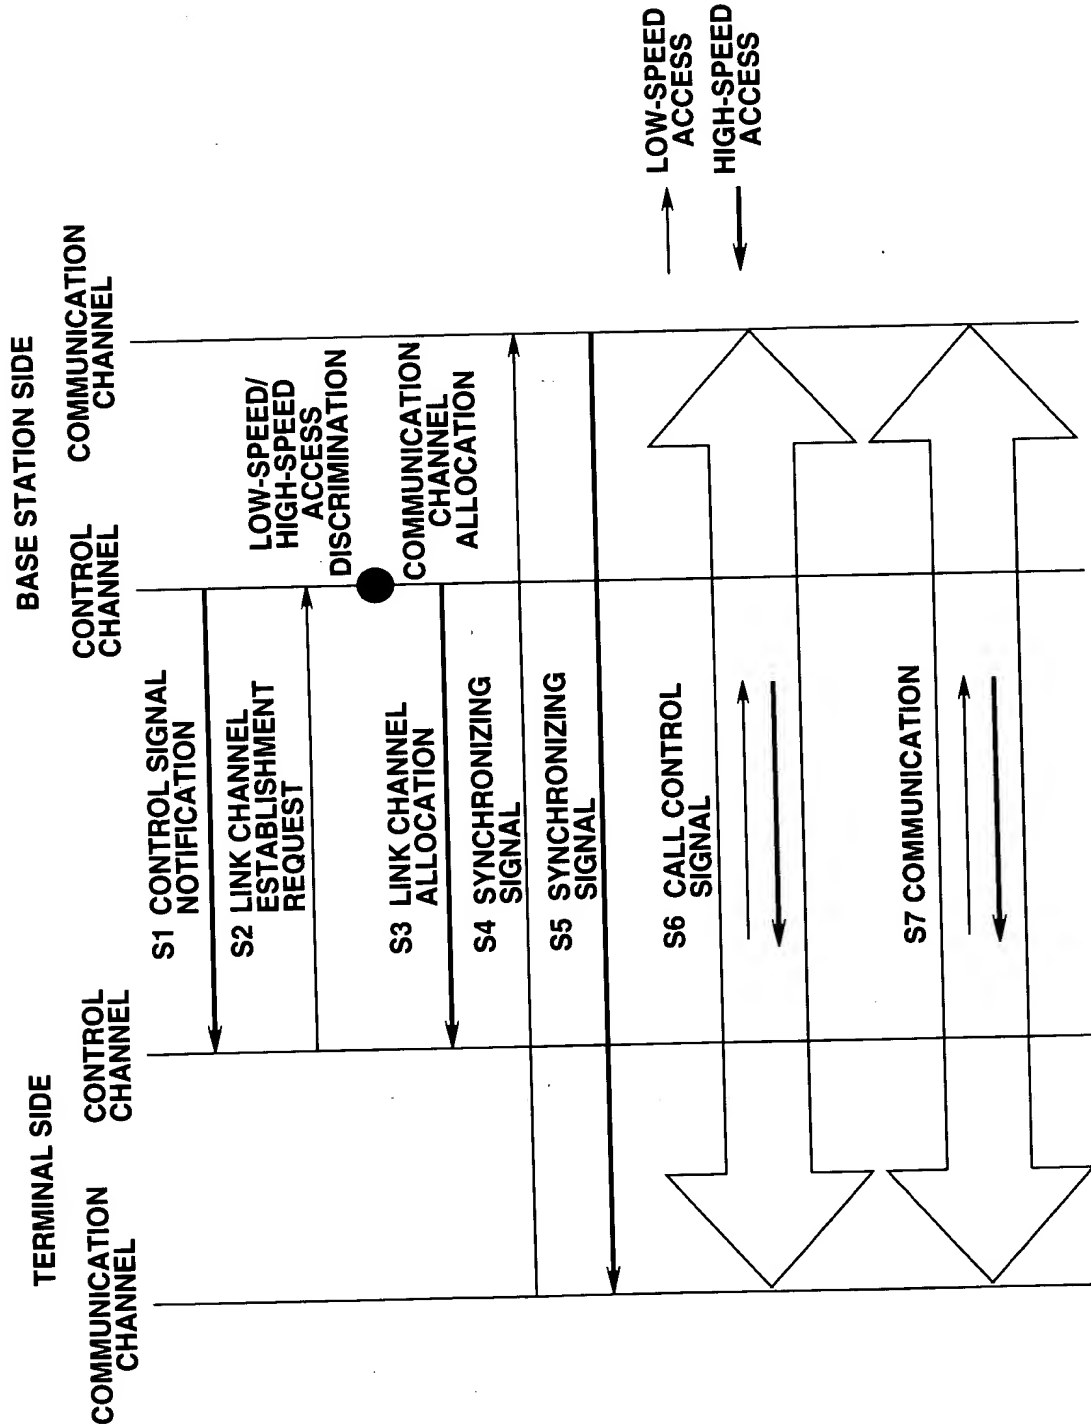 TERMINAL SIDE
BASE STATION SIDE
COMMUNICATION
CHANNEL
CONTROL
CHANNEL
CONTROL
CHANNEL
COMMUNICATION
CHANNEL
S1 CONTROL SIGNAL
NOTIFICATION
S2 LINK CHANNEL
ESTABLISHMENT
REQUEST
LOW-SPEED/
HIGH-SPEED
ACCESS
DISCRIMINATION
S3 LINK CHANNEL
ALLOCATION
COMMUNICATION
CHANNEL
ALLOCATION
S4 SYNCHRONIZING
SIGNAL
S5 SYNCHRONIZING
SIGNAL
S6 CALL CONTROL
SIGNAL
S7 COMMUNICATION
LOW-SPEED
ACCESS
HIGH-SPEED
ACCESS